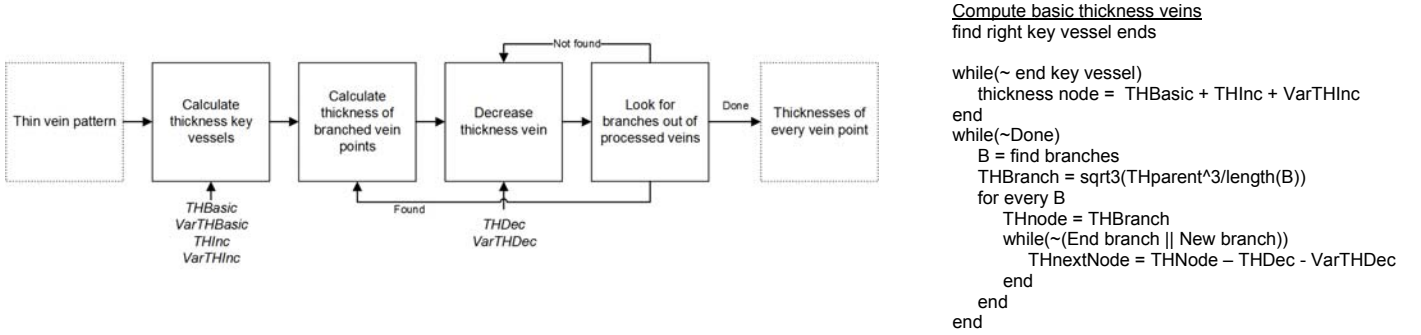 Not found
Thin vein pattern
Calculate
thickness key
vessels
Calculate
thickness of
branched vein
points
Decrease
thickness vein
Look for
branches out of
processed veins
Done
Thicknesses of
every vein point
Found
THBasic
VarTHBasic
THInc
VarTHInc
THDec
VarTHDec
Compute basic thickness veins
find right key vessel ends
while(~ end key vessel)
thickness node =  THBasic + THInc + VarTHInc
end
while(~Done)
B = find branches
THBranch = sqrt3(THparent^3/length(B))
for every B
THnode = THBranch
while(~(End branch || New branch))
THnextNode = THNode – THDec - VarTHDec
end
end
end